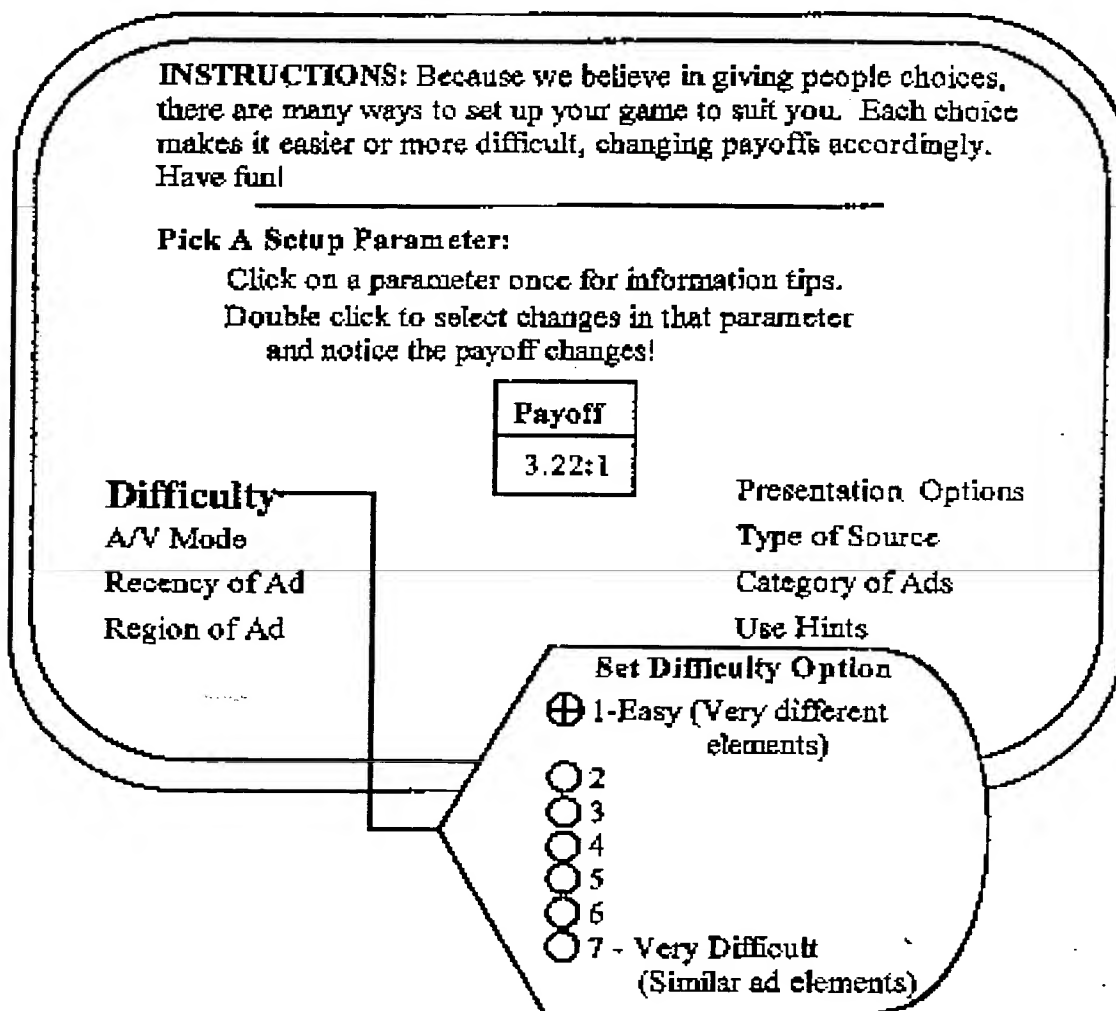 INSTRUCTIONS: Because we believe in giving people choices,
there are many ways to set up your game to suit you. Each choice
makes it easier or more difficult, changing payoffs accordingly.
Have fun!
Pick A Setup Parameter:
Click on a parameter once for information tips.
Double click to select changes in that parameter
and notice the payoff changes!
Payoff
3.22:1
Difficulty
A/V Mode
Recency of Ad
Region of Ad
Presentation Options
Type of Source
Category of Ads
Use Hints
Set Difficulty Option
1-Easy (Very different
elements)
2
3
4
5
6
7 - Very Difficult
(Similar ad elements)